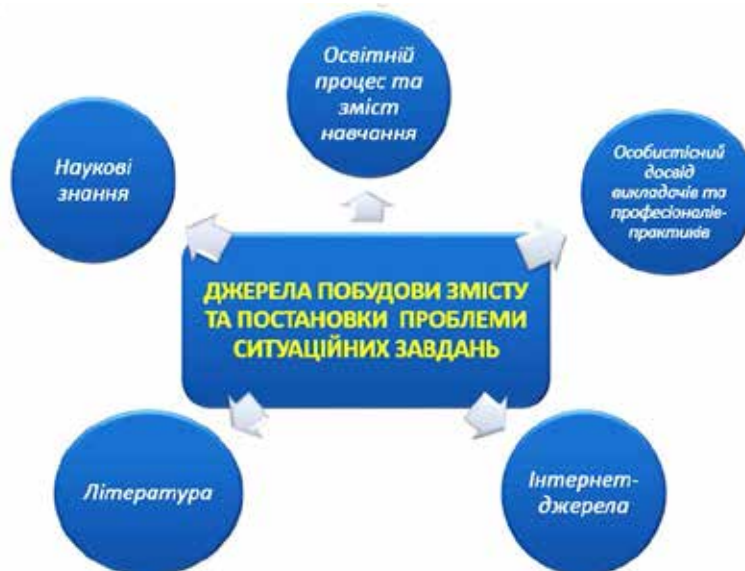 Освітній
процес та
зміст
навчання
Наукові
знання
Особистісний
досвід
викладачів та
професіоналів-
практиків
ДЖЕРЕЛА ПОБУДОВИ ЗМІСТУ
ТА ПОСТАНОВКИ ПРОБЛЕМИ
СИТУАЦІЙНИХ ЗАВДАНЬ
Література
Інтернет-
джерела